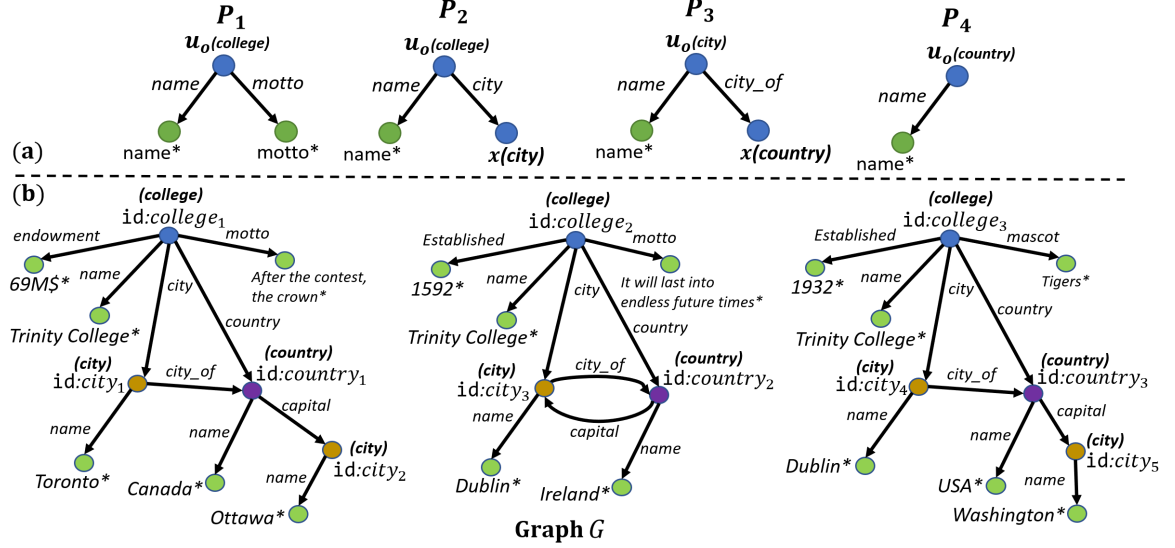 P₁
P₂
P₃
P₄
uₒ(college)
uₒ(college)
uₒ(city)
uₒ(country)
name
motto
name
city
name
city_of
name
name*
motto*
name*
x(city)
name*
x(country)
name*
(a)
(b)
(college)
id:college₁
endowment
motto
69M$*
name
city
After the contest,
the crown*
Trinity College*
country
(city)
id:city₁
city_of
(country)
id:country₁
capital
name
name
(city)
id:city₂
Toronto*
Canada*
name
Ottawa*
(college)
id:college₂
Established
motto
1592*
name
city
It will last into
endless future times*
Trinity College*
country
(city)
id:city₃
city_of
(country)
id:country₂
name
capital
name
Dublin*
Ireland*
(college)
id:college₃
Established
mascot
1932*
name
city
Tigers*
Trinity College*
country
(city)
id:city₄
city_of
(country)
id:country₃
capital
name
name
(city)
id:city₅
Dublin*
USA*
name
Washington*
Graph G